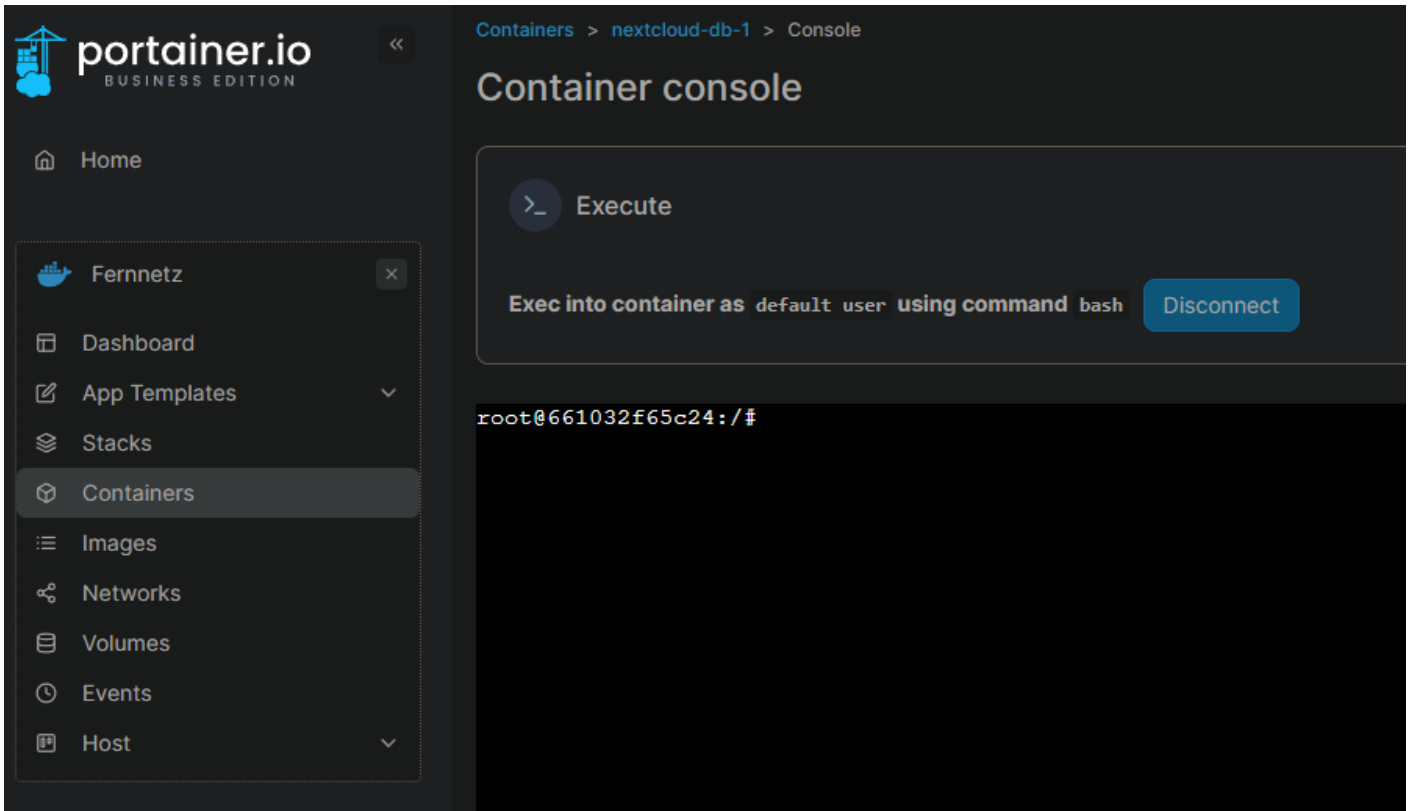 portainer.io
BUSINESS EDITION
Home
Fernnetz
Dashboard
App Templates
Stacks
Containers
Images
Networks
Volumes
Events
Host
Containers > nextcloud-db-1 > Console
Container console
>_ Execute
Exec into container as default user using command bash Disconnect
root@661032f65c24:/#